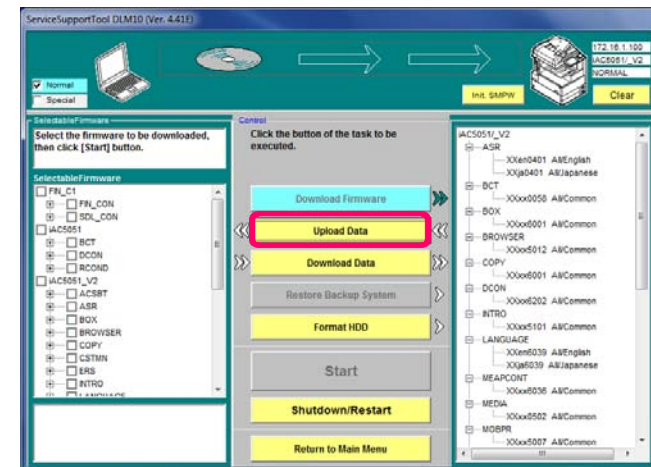 ServiceSupportTool DLM10 (Ver. 4.41E)
172.16.1.100
iAC5051/_V2
NORMAL
Normal
Special
Init. SMPW
Clear
SelectableFirmware
Select the firmware to be downloaded,
then click [Start] button.
SelectableFirmware
FIN_C1
FIN_CON
SDL_CON
iAC5051
BCT
DCON
RCOND
iAC5051_V2
ACSBT
ASR
BOX
BROWSER
COPY
CSTMN
ERS
INTRO
LANGUAGE
Control
Click the button of the task to be
executed.
Download Firmware
Upload Data
Download Data
Restore Backup System
Format HDD
Start
Shutdown/Restart
Return to Main Menu
iAC5051/_V2
ASR
XXen0401 All/English
XXja0401 All/Japanese
BCT
XXxx0058 All/Common
BOX
XXxx6001 All/Common
BROWSER
XXxx5012 All/Common
COPY
XXxx6001 All/Common
DCON
XXxx6202 All/Common
INTRO
XXxx5101 All/Common
LANGUAGE
XXen6039 All/English
XXja6039 All/Japanese
MEAPCONT
XXxx6036 All/Common
MEDIA
XXxx0502 All/Common
MOBPR
XXxx5007 All/Common